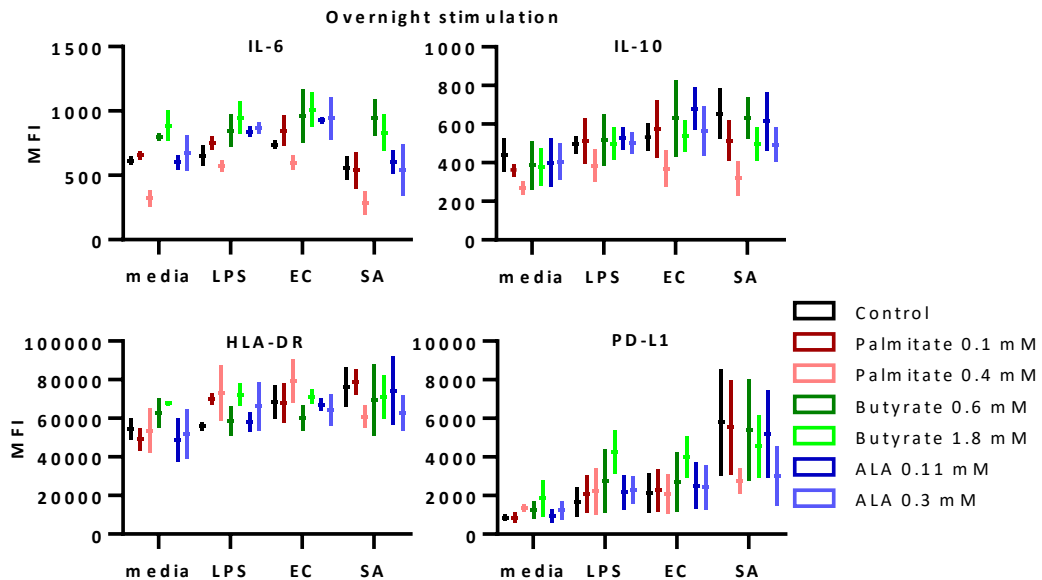 Overnight stimulation
IL-6
MFI
1500
1000
500
0
media LPS EC SA
IL-10
1000
800
600
400
200
0
media LPS EC SA
HLA-DR
MFI
100000
80000
60000
40000
20000
0
media LPS EC SA
PD-L1
10000
8000
6000
4000
2000
0
media LPS EC SA
Control
Palmitate 0.1 mM
Palmitate 0.4 mM
Butyrate 0.6 mM
Butyrate 1.8 mM
ALA 0.11 mM
ALA 0.3 mM